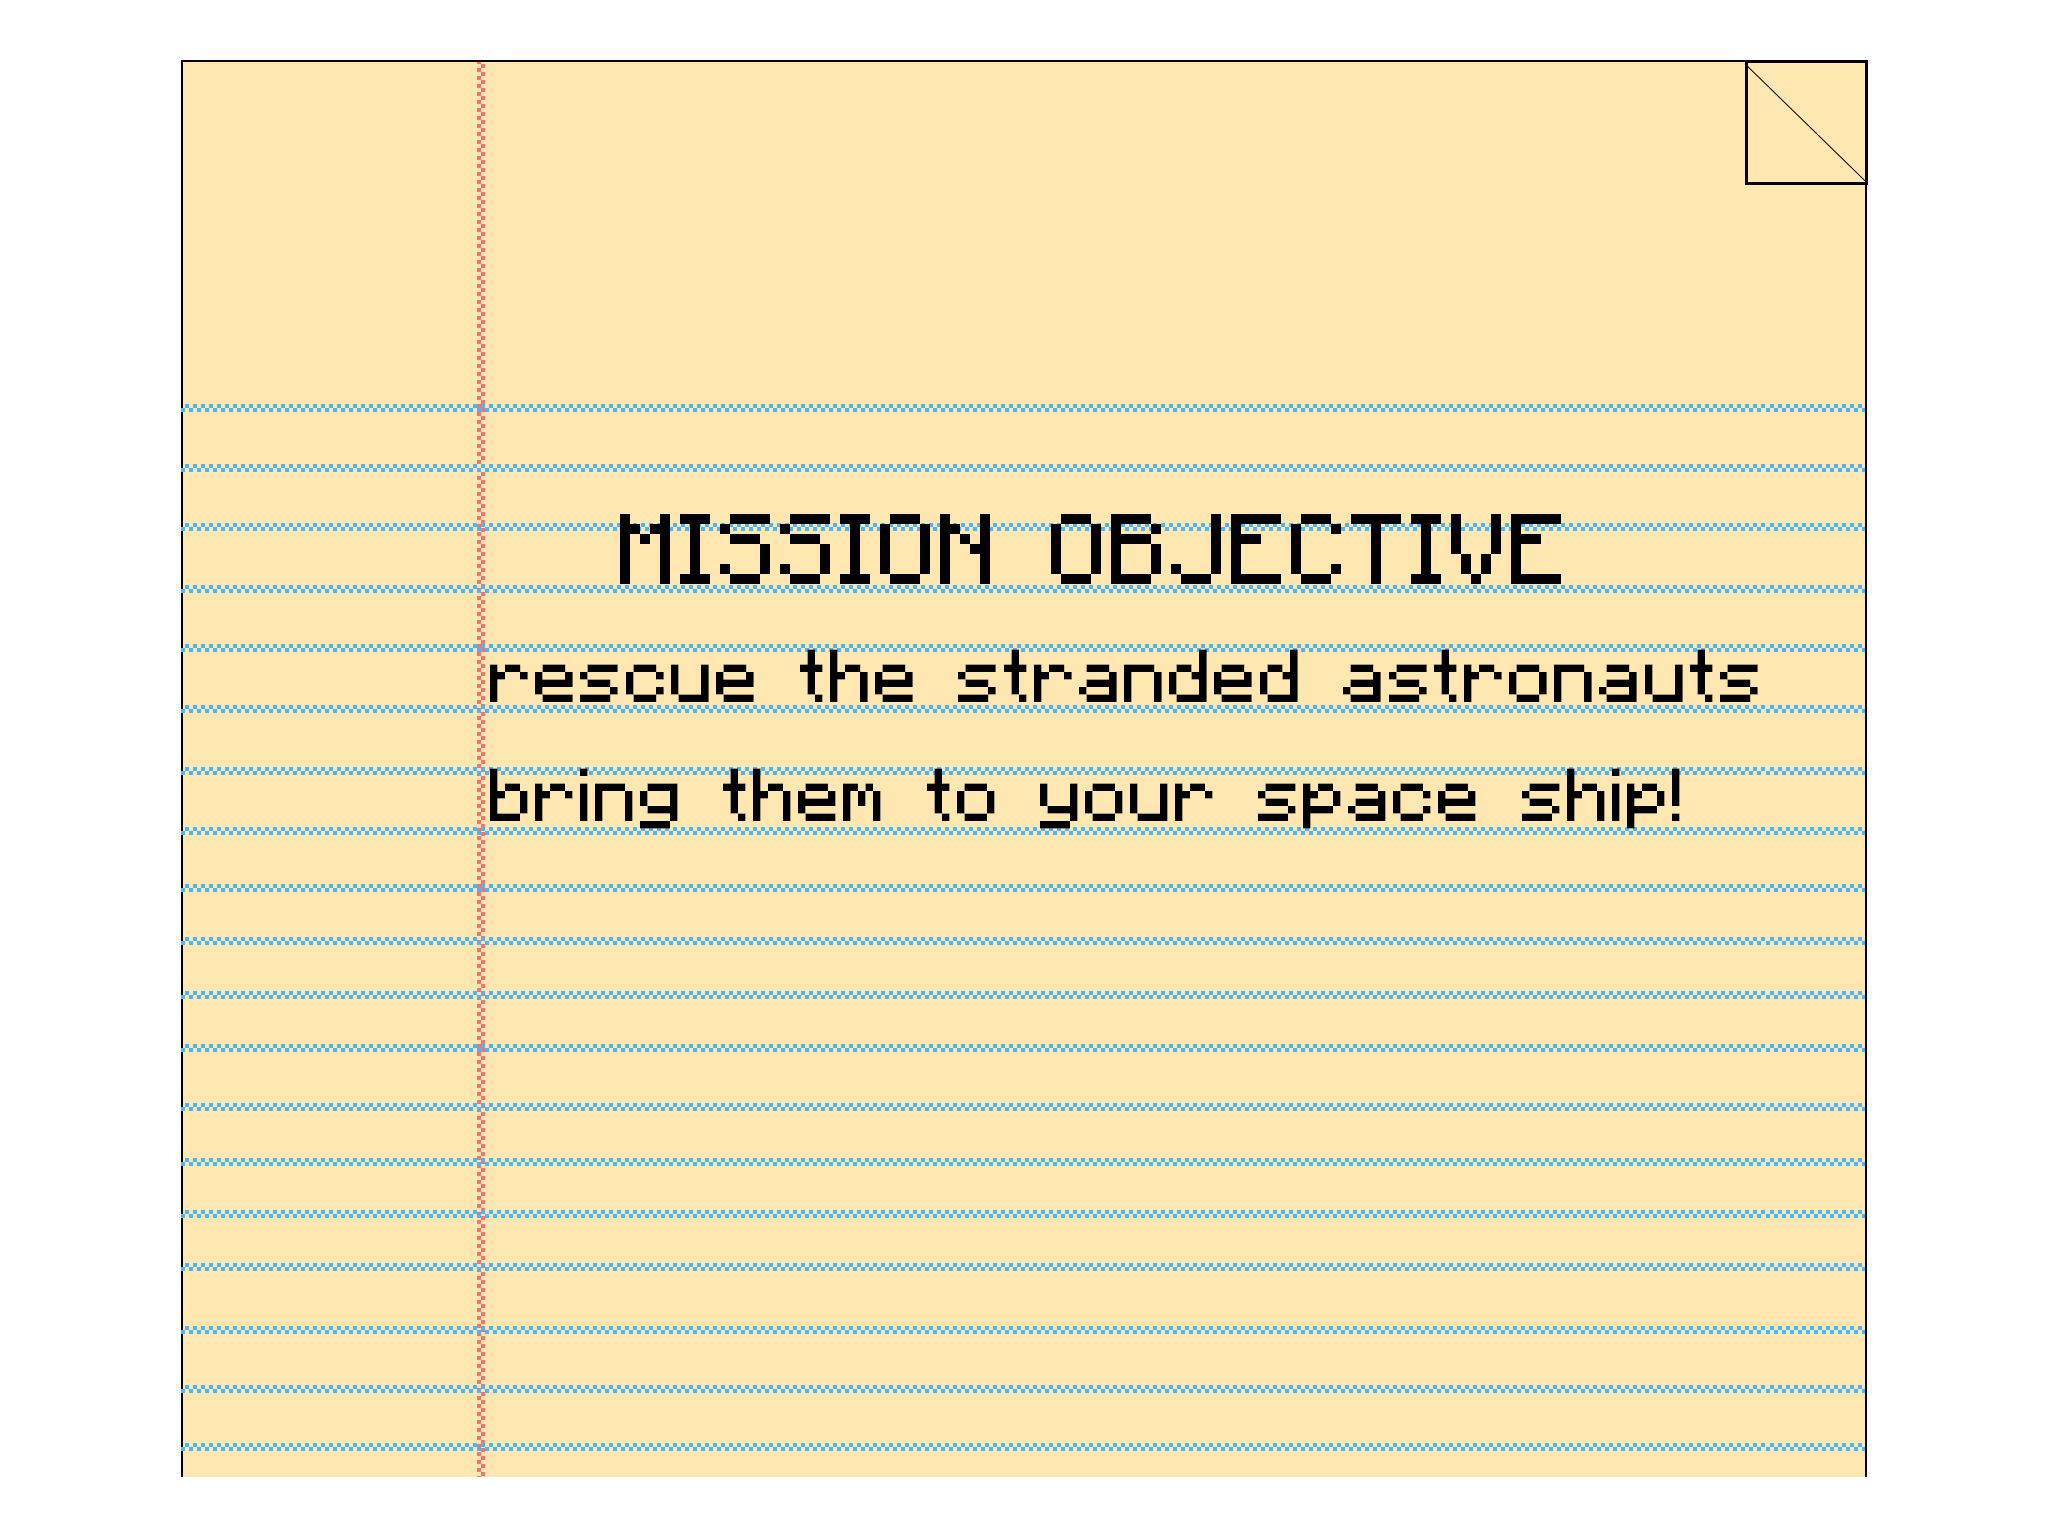 MISSION OBJECTIVE
rescue the stranded astronauts
bring them to your space ship!